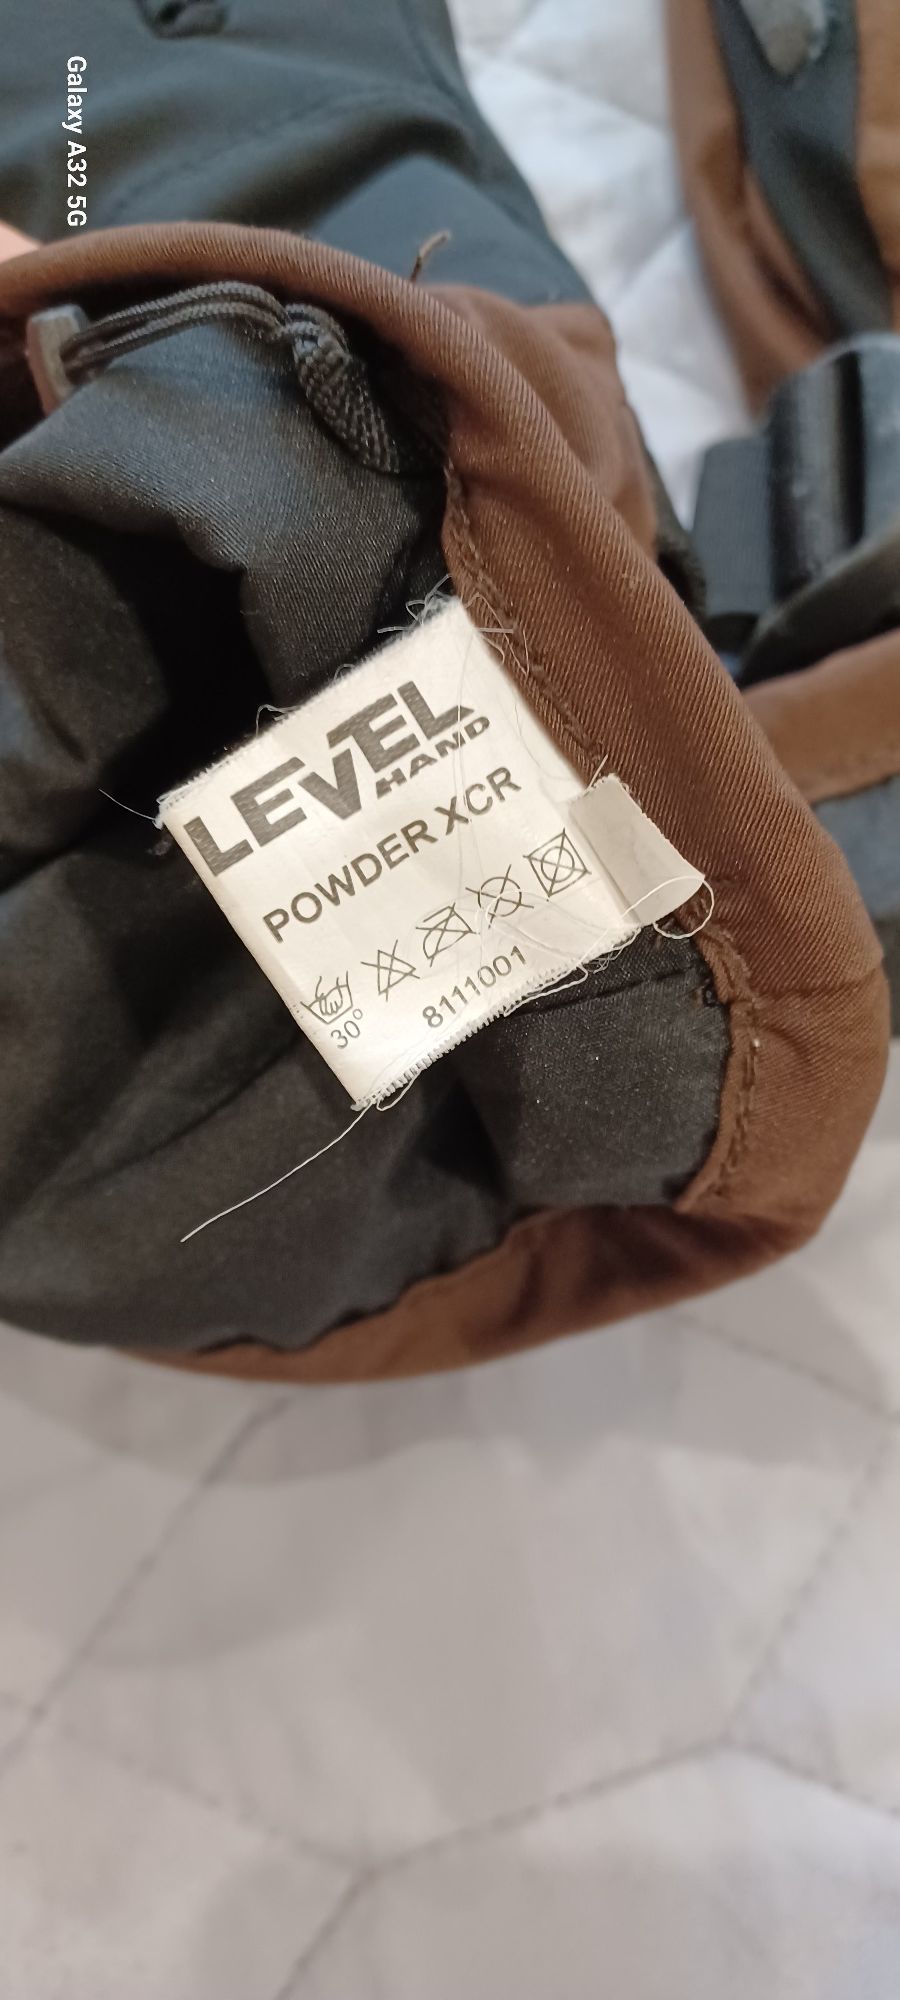 Galaxy A32 5G
LEVEL
HAND
POWDER XCR
30°
8111001